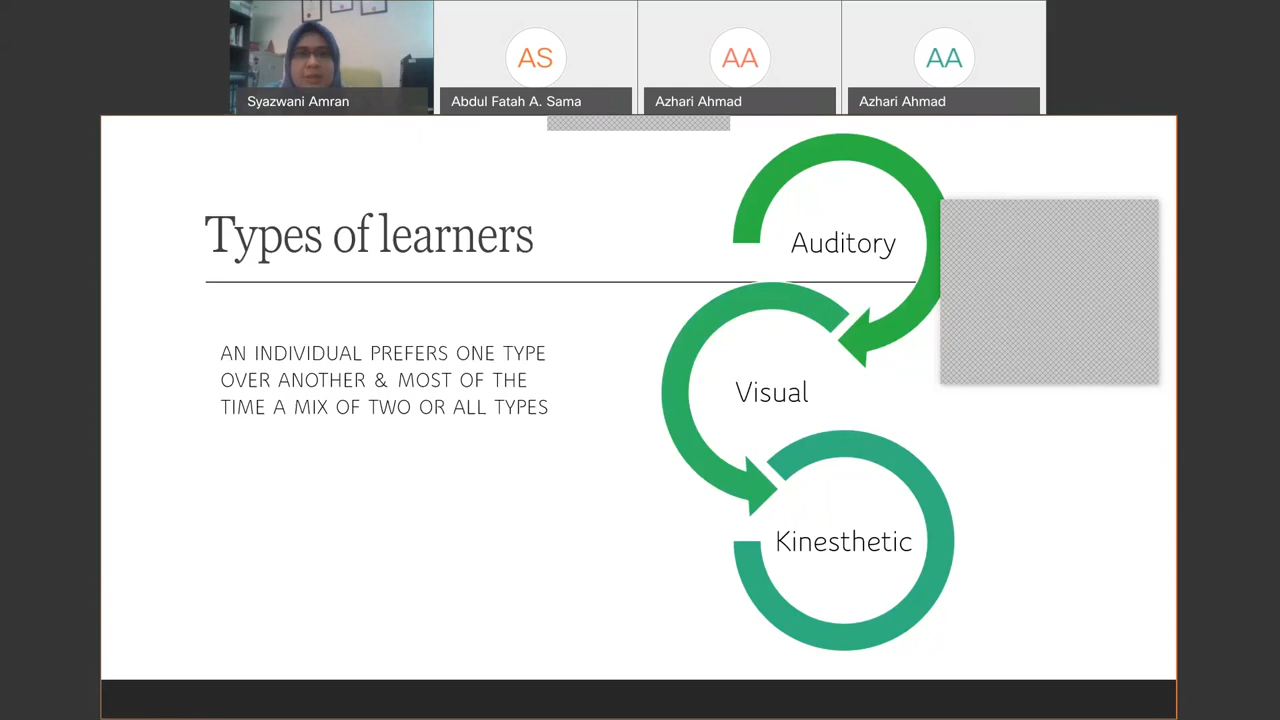 AS
AA
AA
Syazwani Amran
Abdul Fatah A. Sama
Azhari Ahmad
Azhari Ahmad
Types of learners
AN INDIVIDUAL PREFERS ONE TYPE
OVER ANOTHER & MOST OF THE
TIME A MIX OF TWO OR ALL TYPES
Auditory
Visual
Kinesthetic